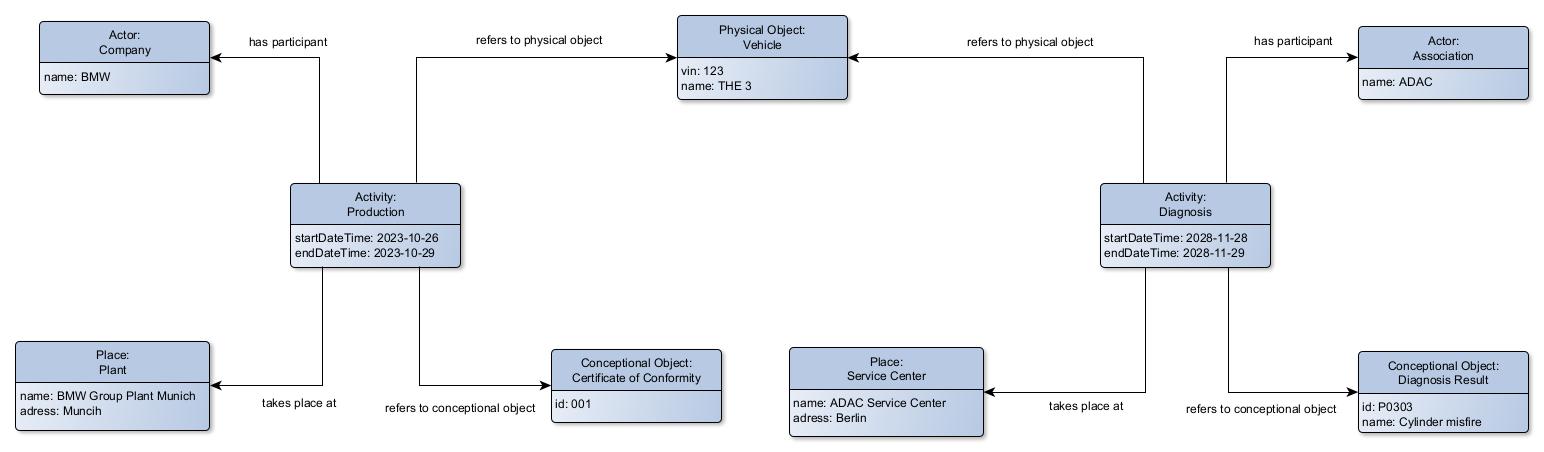 Actor:
Company
name: BMW
has participant
refers to physical object
Physical Object:
Vehicle
vin: 123
name: THE 3
refers to physical object
has participant
Actor:
Association
name: ADAC
Activity:
Production
startDateTime: 2023-10-26
endDateTime: 2023-10-29
Activity:
Diagnosis
startDateTime: 2028-11-28
endDateTime: 2028-11-29
Place:
Plant
name: BMW Group Plant Munich
adress: Muncih
takes place at
refers to conceptional object
Conceptional Object:
Certificate of Conformity
id: 001
Place:
Service Center
name: ADAC Service Center
adress: Berlin
takes place at
refers to conceptional object
Conceptional Object:
Diagnosis Result
id: P0303
name: Cylinder misfire